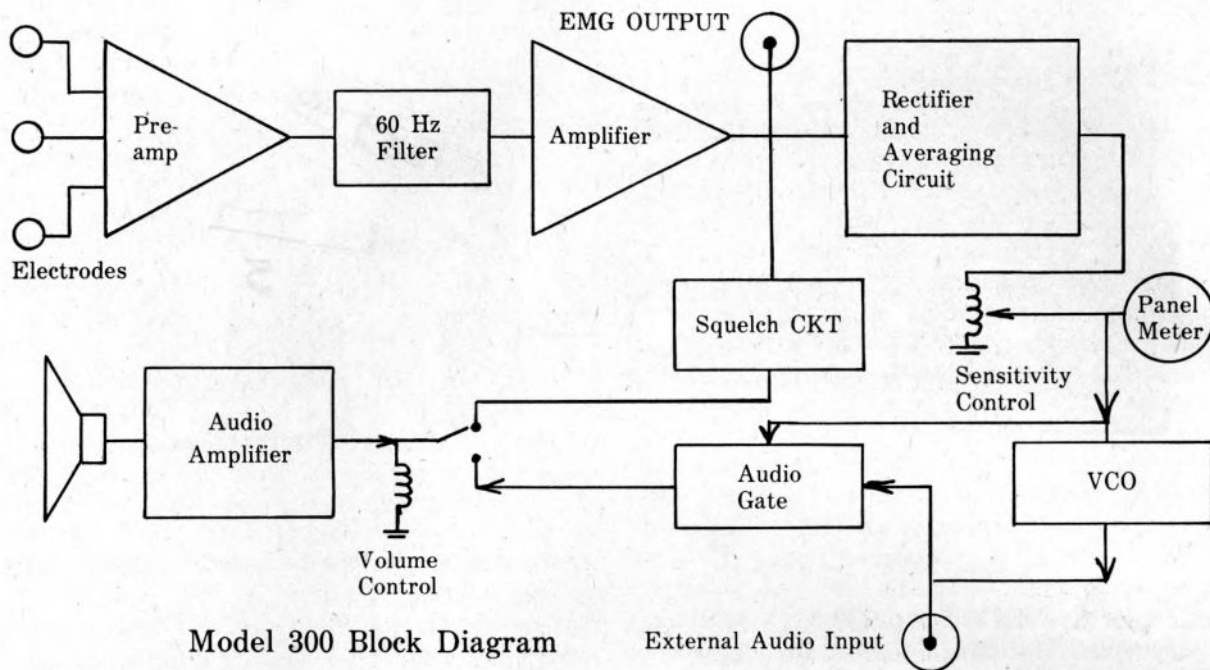 EMG OUTPUT
Pre-
amp
60 Hz
Filter
Amplifier
Rectifier
and
Averaging
Circuit
Electrodes
Squelch CKT
Panel
Meter
Sensitivity
Control
Audio
Amplifier
Audio
Gate
VCO
Volume
Control
Model 300 Block Diagram
External Audio Input